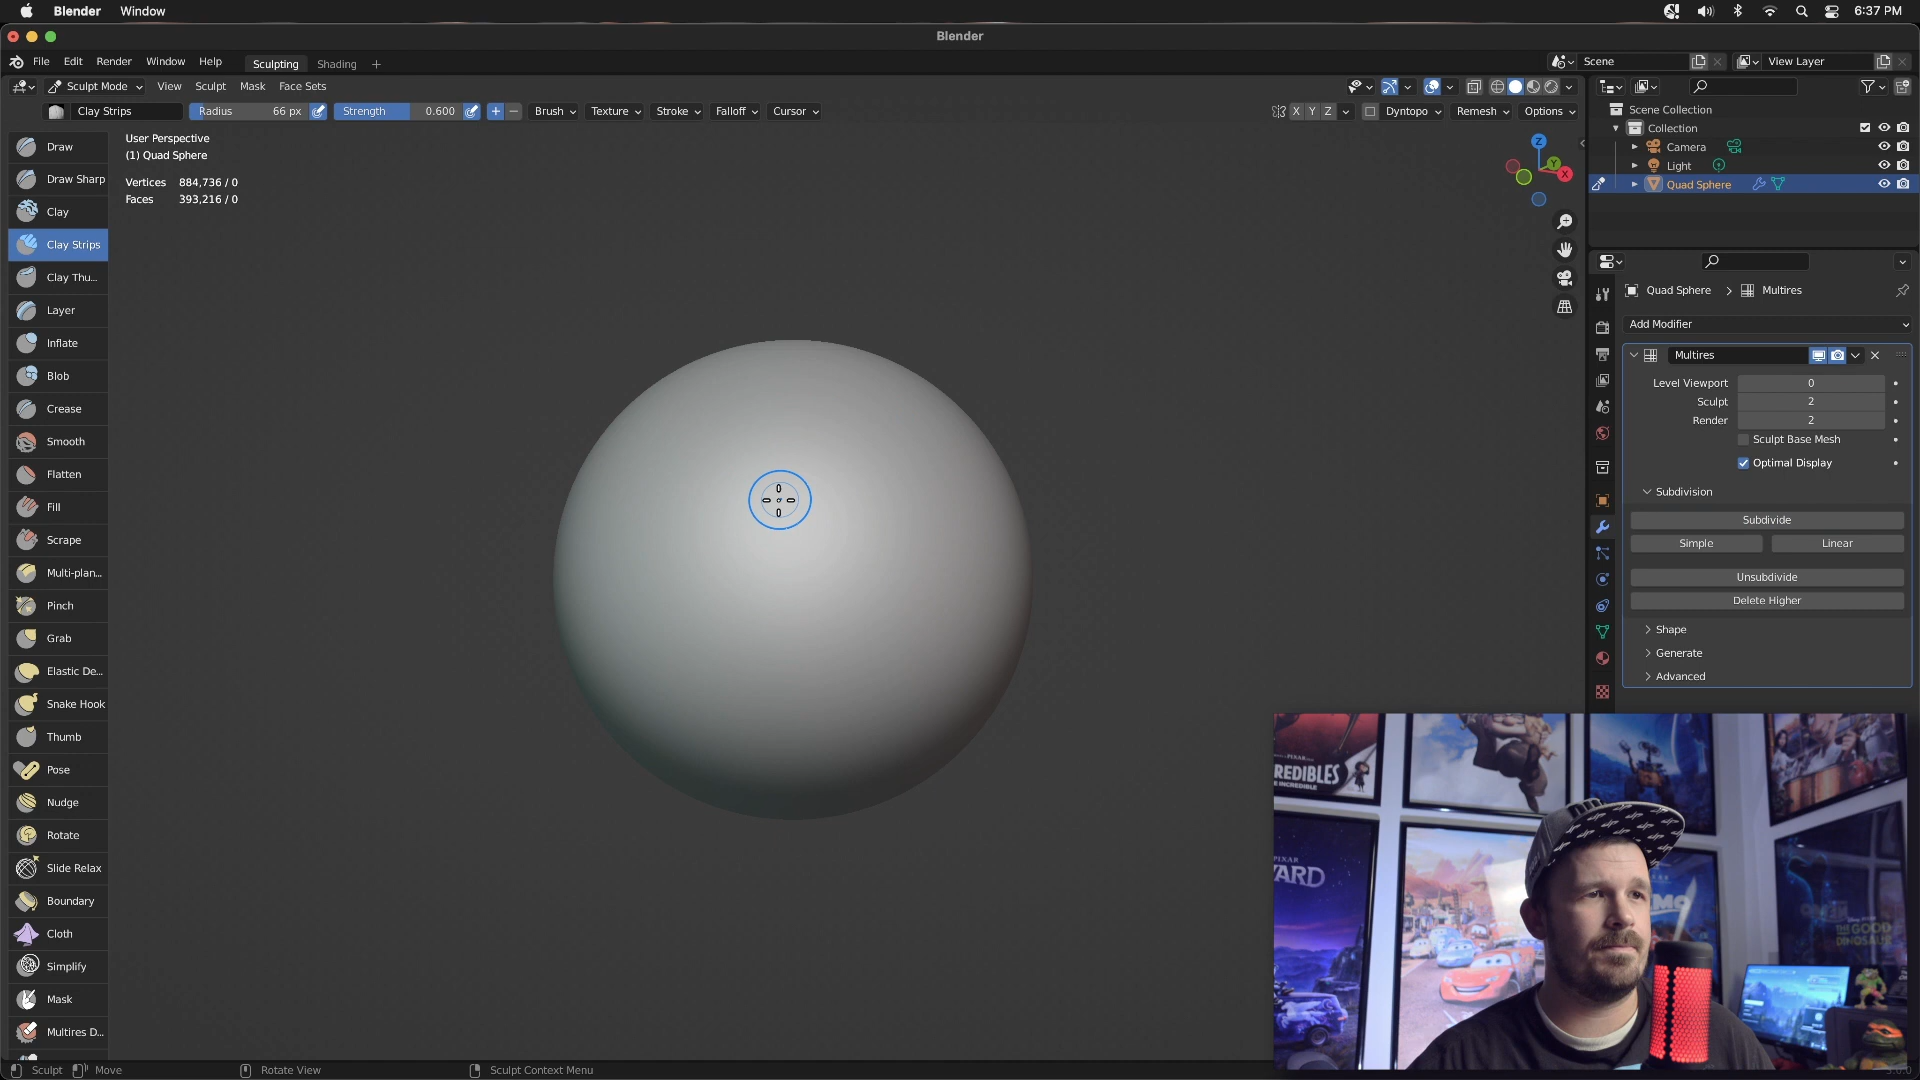 Blender Window 6:37 PM
Blender
File Edit Render Window Help Sculpting Shading + Scene View Layer
Sculpt Mode View Sculpt Mask Face Sets
Clay Strips Radius 66 px Strength 0.600 + − Brush Texture Stroke Falloff Cursor X Y Z Dyntopo Remesh Options
Draw
Draw Sharp
Clay
Clay Strips
Clay Thu...
Layer
Inflate
Blob
Crease
Smooth
Flatten
Fill
Scrape
Multi-plan...
Pinch
Grab
Elastic De...
Snake Hook
Thumb
Pose
Nudge
Rotate
Slide Relax
Boundary
Cloth
Simplify
Mask
Multires D...
User Perspective
(1) Quad Sphere
Vertices 884,736 / 0
Faces 393,216 / 0
Z
Y
X
Scene Collection
Collection
Camera
Light
Quad Sphere
Quad Sphere > Multires
Add Modifier
Multires
Level Viewport 0
Sculpt 2
Render 2
Sculpt Base Mesh
Optimal Display
Subdivision
Subdivide
Simple Linear
Unsubdivide
Delete Higher
Shape
Generate
Advanced
REDIBLES
PIXAR
YARD
THE GOOD
DINOSAUR
Sculpt Move Rotate View Sculpt Context Menu